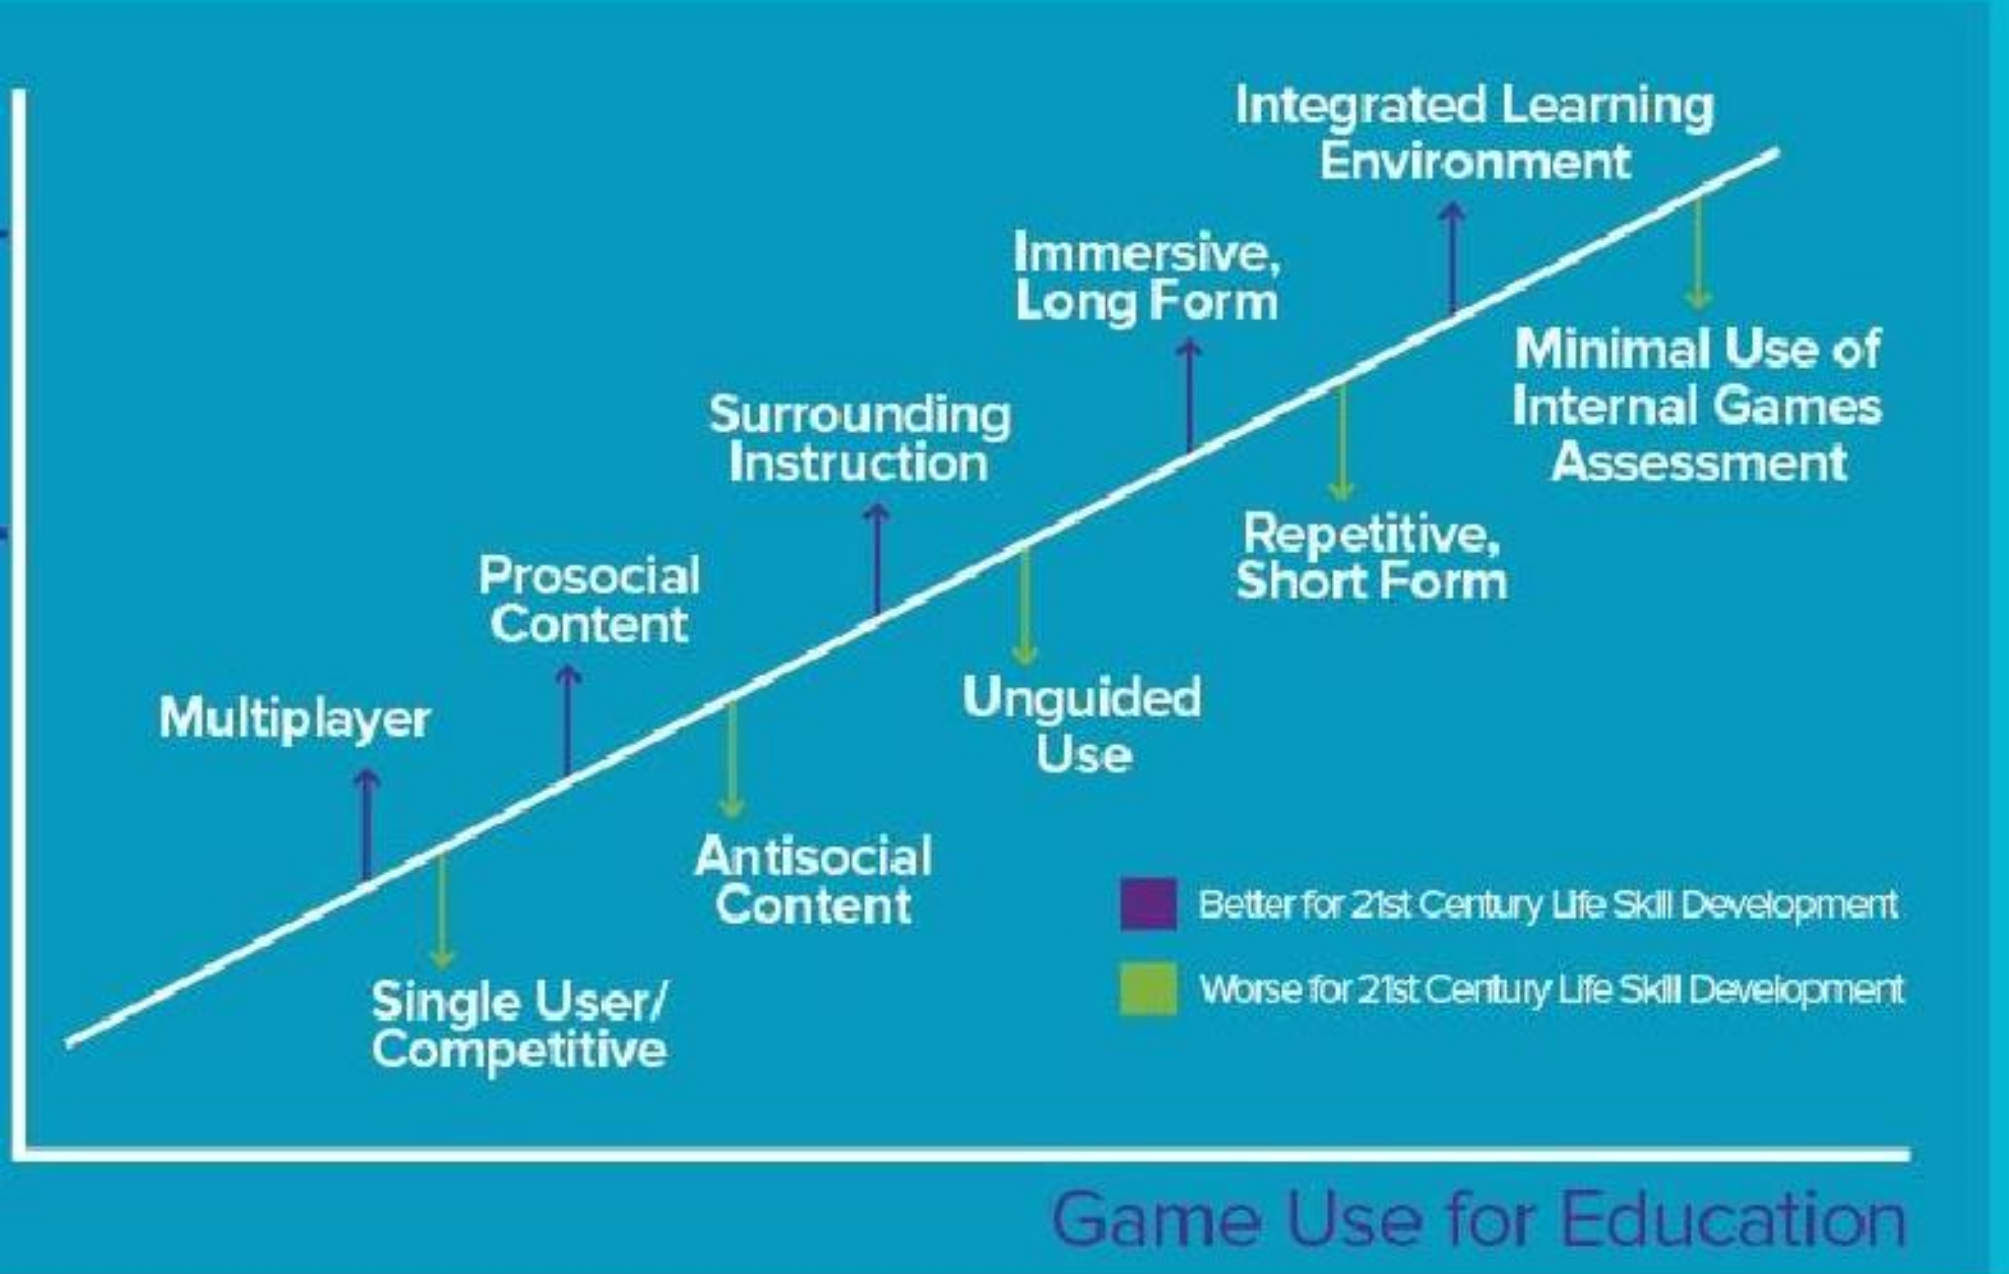 Integrated Learning
Environment
Immersive,
Long Form
Minimal Use of
Internal Games
Assessment
Surrounding
Instruction
Repetitive,
Short Form
Prosocial
Content
Unguided
Use
Multiplayer
Antisocial
Content
Single User/
Competitive
Better for 21st Century Life Skill Development
Worse for 21st Century Life Skill Development
Game Use for Education